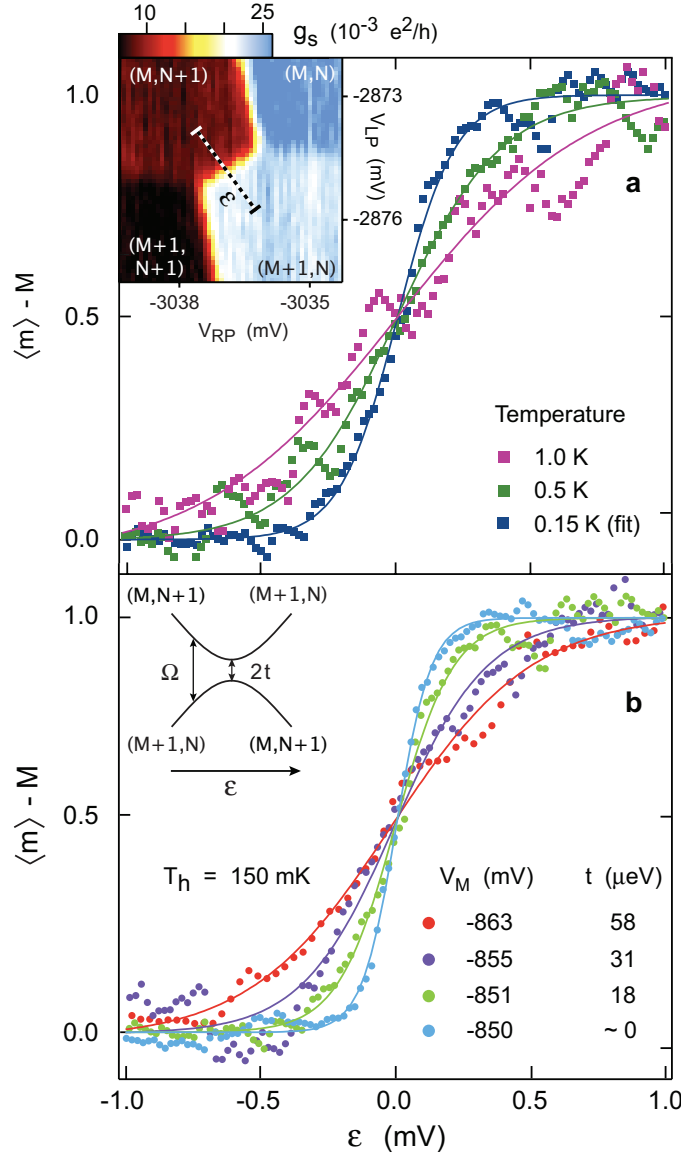 10 25
g_s (10⁻³ e²/h)
(M,N+1) (M,N)
-2873
V_LP (mV)
-2876
ε
(M+1,
N+1) (M+1,N)
-3038 -3035
V_RP (mV)
1.0
0.5
0.0
⟨m⟩ - M
a
Temperature
1.0 K
0.5 K
0.15 K (fit)
(M,N+1) (M+1,N)
Ω 2t
(M+1,N) (M,N+1)
ε
b
1.0
0.5
0.0
⟨m⟩ - M
T_h = 150 mK
V_M (mV) t (μeV)
-863 58
-855 31
-851 18
-850 ~ 0
-1.0 -0.5 0.0 0.5 1.0
ε (mV)